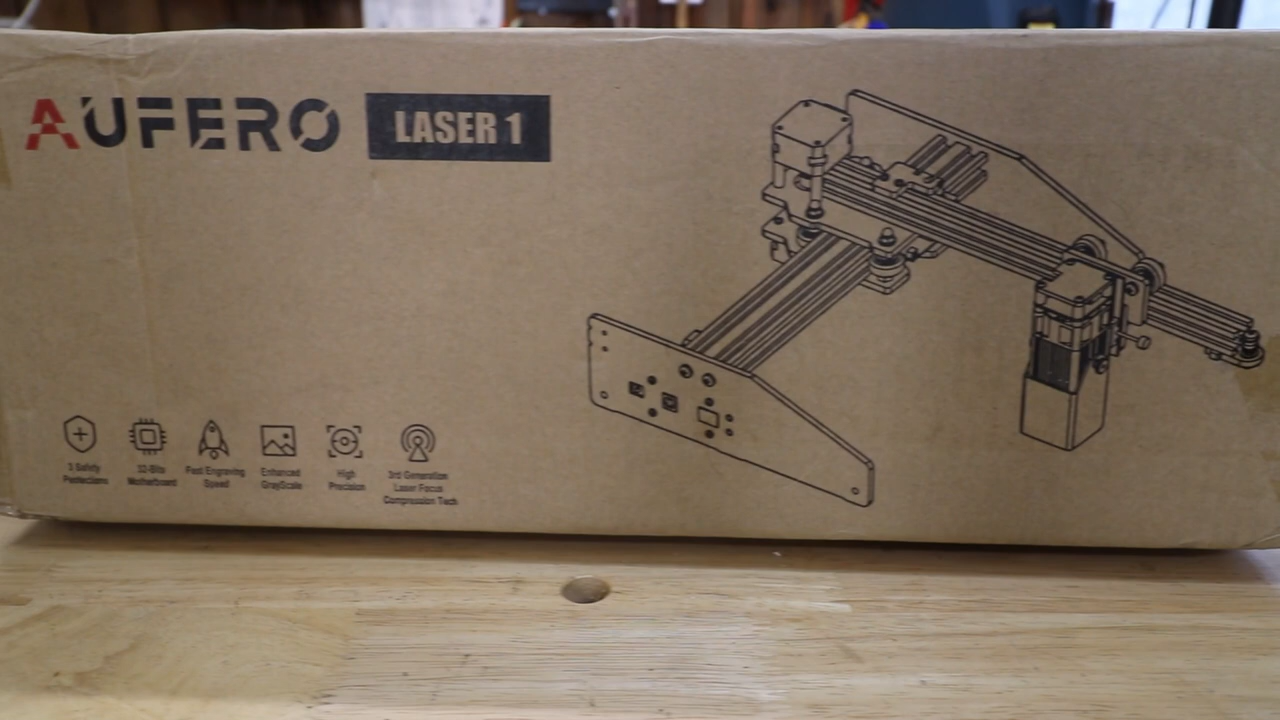 AUFERO
LASER 1
3 Safety
Protections
32-Bits
Motherboard
Fast Engraving
Speed
Enhanced
GrayScale
High
Precision
3rd Generation
Laser Focus
Compression Tech